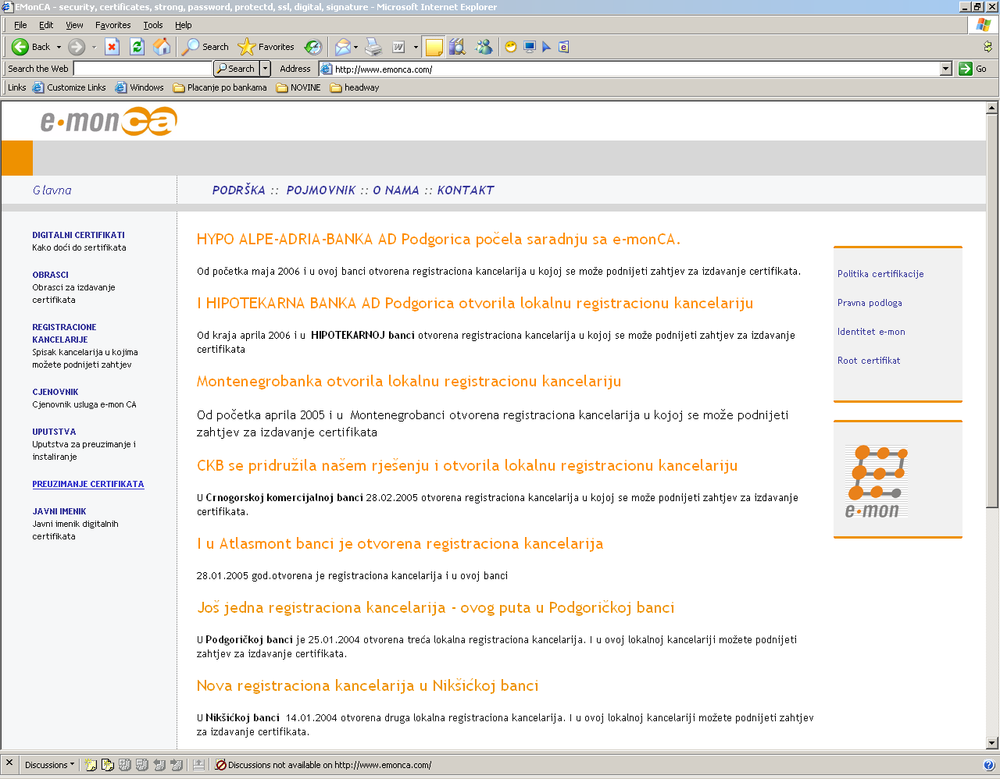 EMonCA - security, certificates, strong, password, protectd, ssl, digital, signature - Microsoft Internet Explorer
File Edit View Favorites Tools Help
Back Search Favorites
Search the Web Search Address http://www.emonca.com/ Go
Links Customize Links Windows Placanje po bankama NOVINE headway
e·monca
Glavna
PODRŠKA :: POJMOVNIK :: O NAMA :: KONTAKT
DIGITALNI CERTIFIKATI
Kako doći do sertifikata
OBRASCI
Obrasci za izdavanje
certifikata
REGISTRACIONE
KANCELARIJE
Spisak kancelarija u kojima
možete podnijeti zahtjev
CJENOVNIK
Cjenovnik usluga e-mon CA
UPUTSTVA
Uputstva za preuzimanje i
instaliranje
PREUZIMANJE CERTIFIKATA
JAVNI IMENIK
Javni imenik digitalnih
certifikata
HYPO ALPE-ADRIA-BANKA AD Podgorica počela saradnju sa e-monCA.
Od početka maja 2006 i u ovoj banci otvorena registraciona kancelarija u kojoj se može podnijeti zahtjev za izdavanje certifikata.
I HIPOTEKARNA BANKA AD Podgorica otvorila lokalnu registracionu kancelariju
Od kraja aprila 2006 i u HIPOTEKARNOJ banci otvorena registraciona kancelarija u kojoj se može podnijeti zahtjev za izdavanje
certifikata
Montenegrobanka otvorila lokalnu registracionu kancelariju
Od početka aprila 2005 i u Montenegrobanci otvorena registraciona kancelarija u kojoj se može podnijeti
zahtjev za izdavanje certifikata
CKB se pridružila našem rješenju i otvorila lokalnu registracionu kancelariju
U Crnogorskoj komercijalnoj banci 28.02.2005 otvorena registraciona kancelarija u kojoj se može podnijeti zahtjev za izdavanje
certifikata.
I u Atlasmont banci je otvorena registraciona kancelarija
28.01.2005 god.otvorena je registraciona kancelarija i u ovoj banci
Još jedna registraciona kancelarija - ovog puta u Podgoričkoj banci
U Podgoričkoj banci je 25.01.2004 otvorena treća lokalna registraciona kancelarija. I u ovoj lokalnoj kancelariji možete podnijeti
zahtjev za izdavanje certifikata.
Nova registraciona kancelarija u Nikšićkoj banci
U Nikšićkoj banci 14.01.2004 otvorena druga lokalna registraciona kancelarija. I u ovoj lokalnoj kancelariji možete podnijeti zahtjev
za izdavanje certifikata.
Politika certifikacije
Pravna podloga
Identitet e-mon
Root certifikat
e·mon
Discussions Discussions not available on http://www.emonca.com/